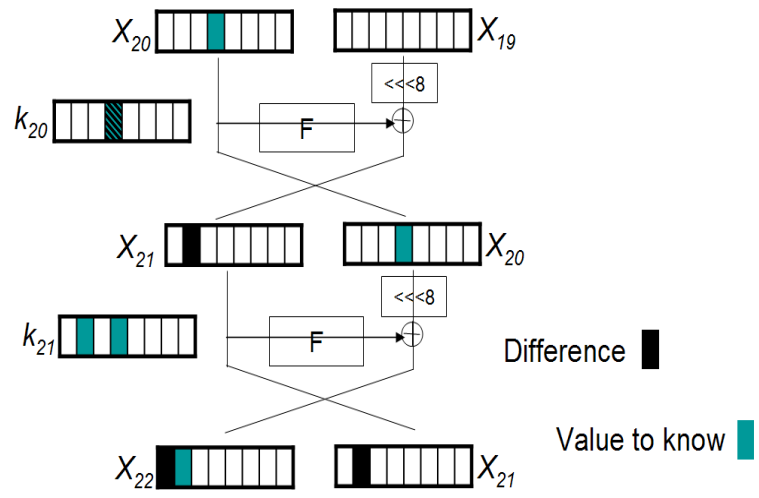 X20 X19
<<<8
k20 F
X21 X20
<<<8
k21 F
Difference
Value to know
X22 X21